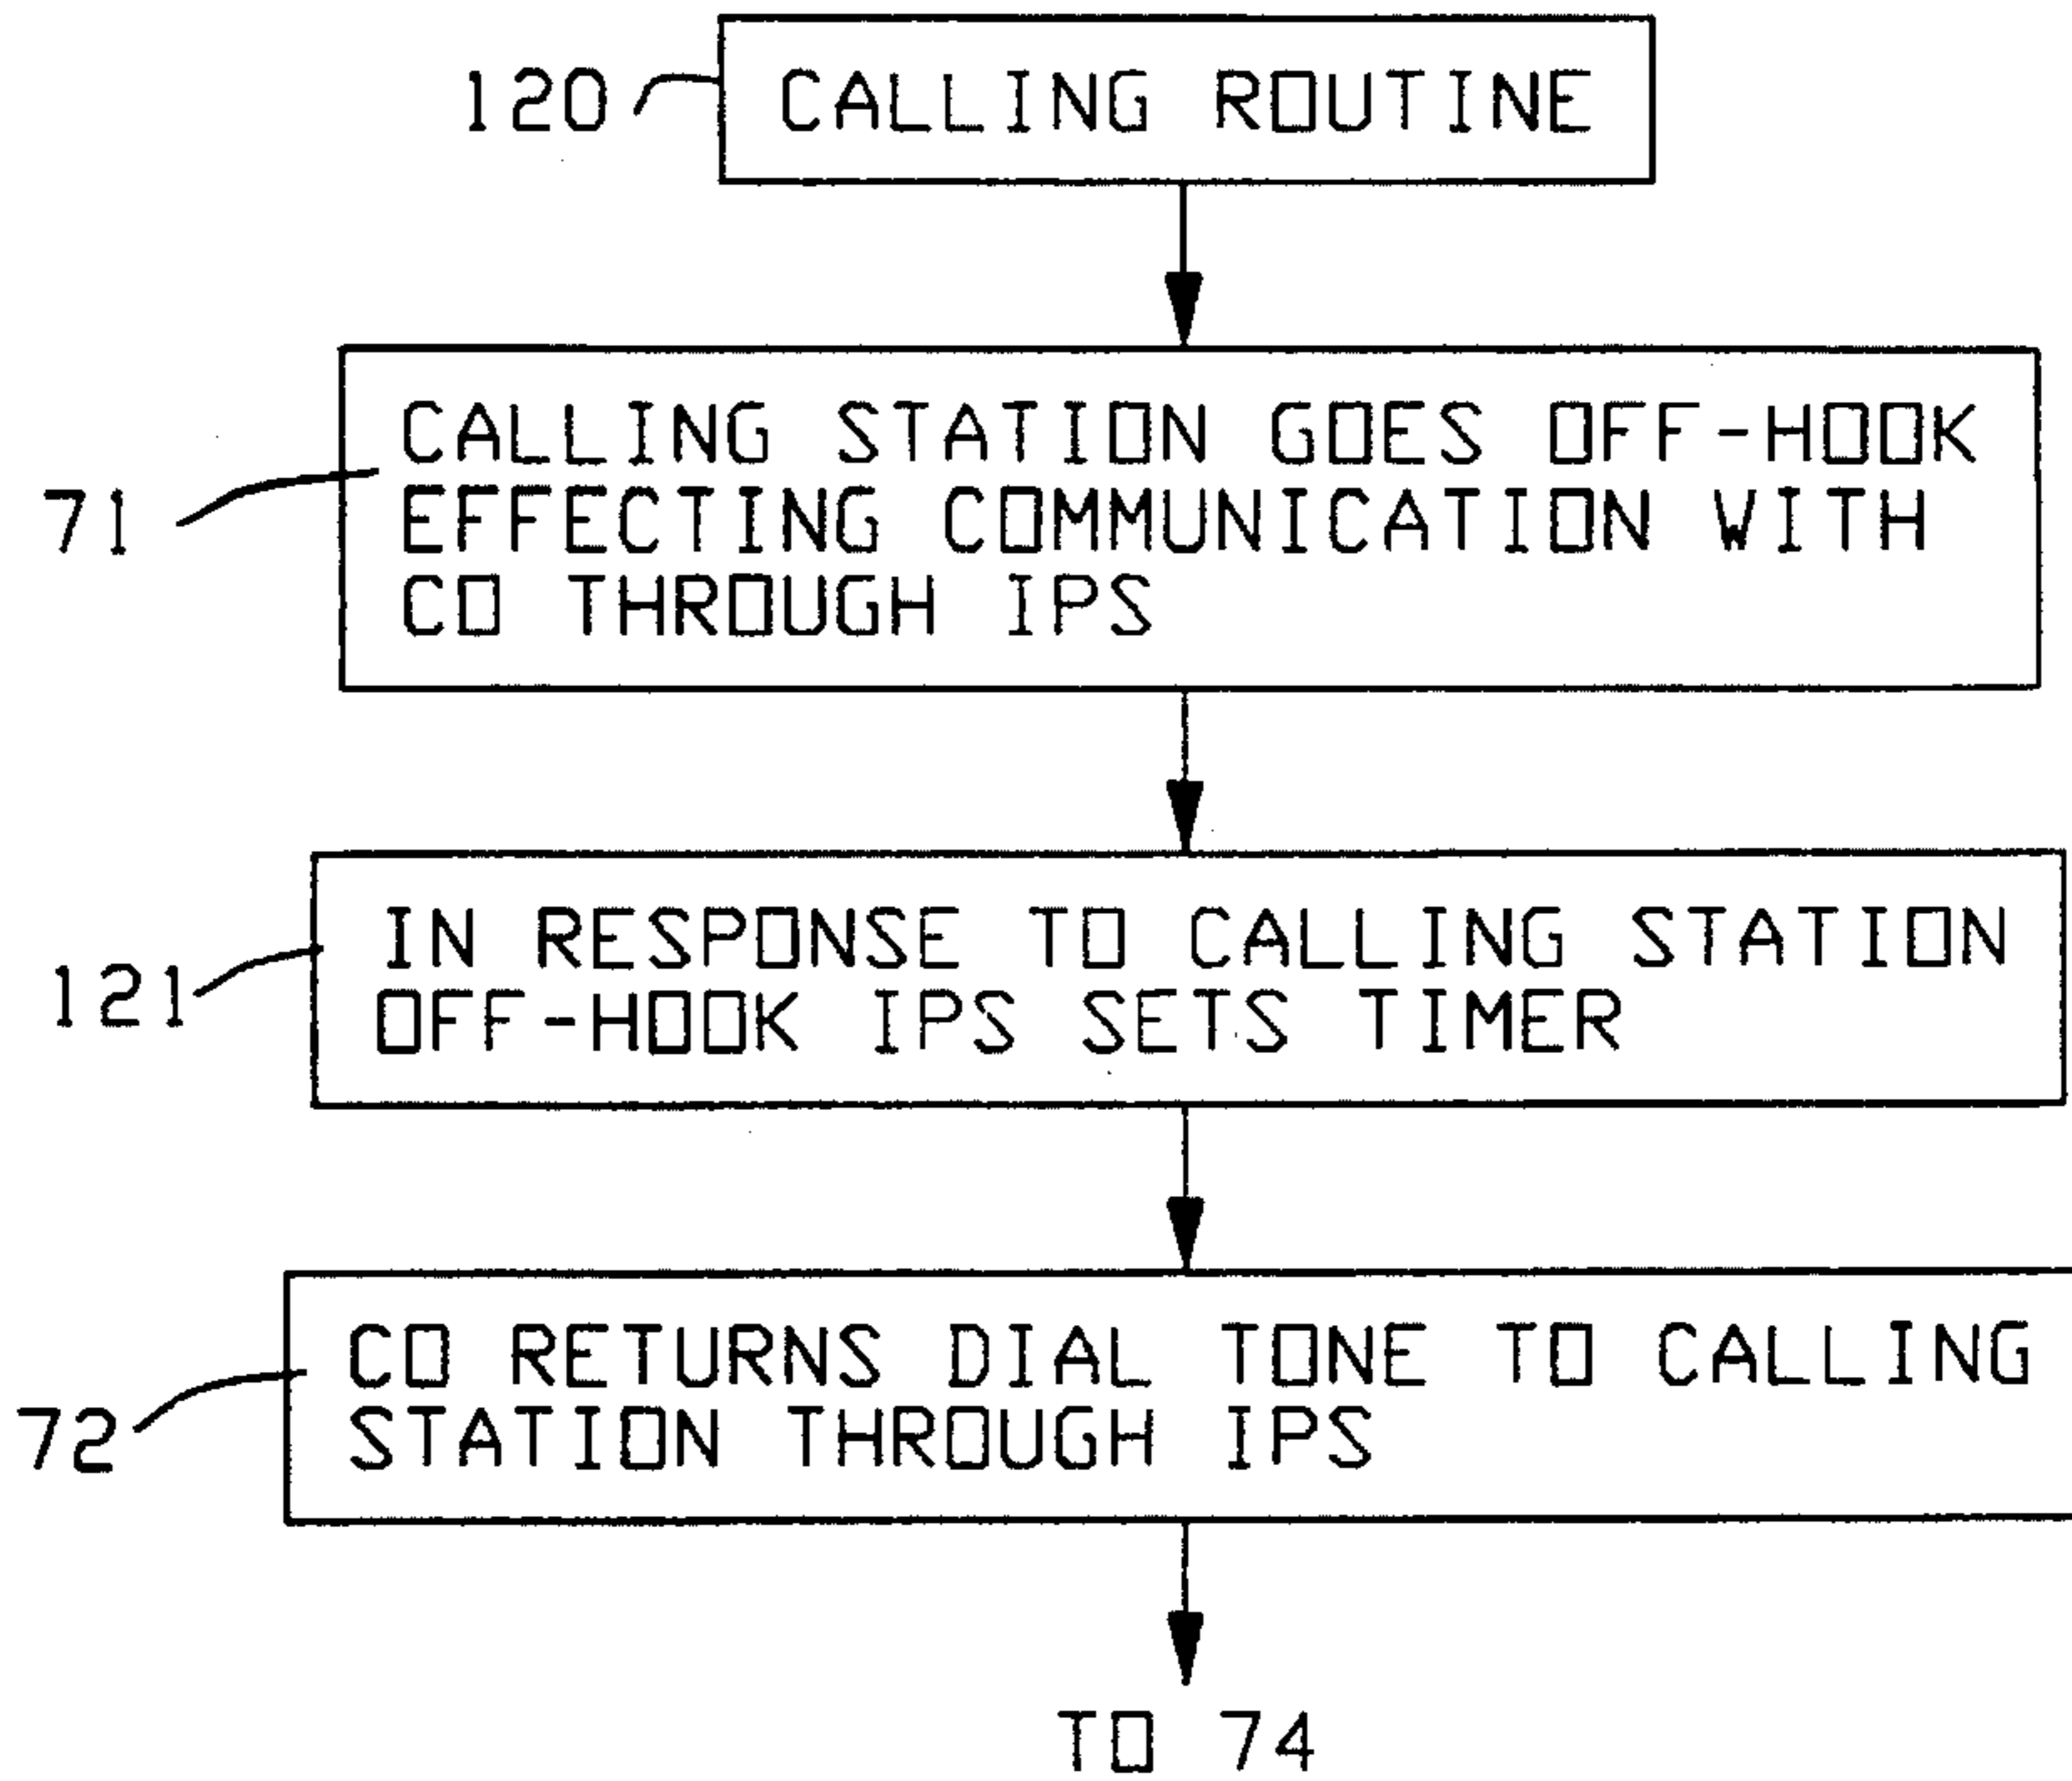 120
CALLING ROUTINE
71
CALLING STATION GOES OFF-HOOK
EFFECTING COMMUNICATION WITH
CO THROUGH IPS
121
IN RESPONSE TO CALLING STATION
OFF-HOOK IPS SETS TIMER
72
CO RETURNS DIAL TONE TO CALLING
STATION THROUGH IPS
TO 74